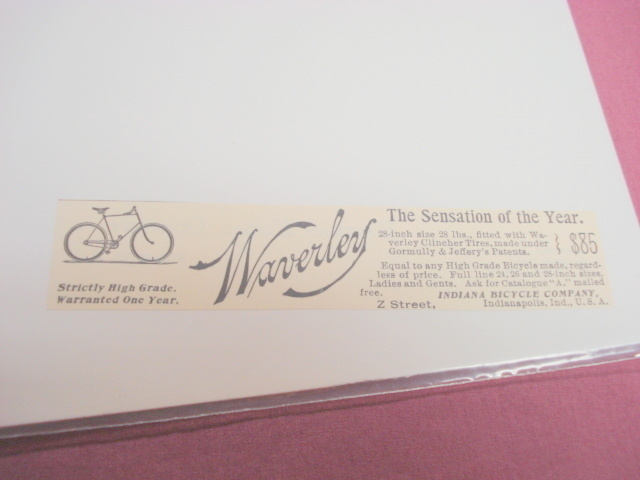 Strictly High Grade.
Warranted One Year.
Waverley
The Sensation of the Year.
28-inch size 28 lbs., fitted with Wa-
verley Clincher Tires, made under
Gormully & Jeffery's Patents.
} $85
Equal to any High Grade Bicycle made, regard-
less of price. Full line 24, 26 and 28-inch sizes,
Ladies and Gents. Ask for Catalogue "A," mailed
free. INDIANA BICYCLE COMPANY,
Z Street, Indianapolis, Ind., U. S. A.